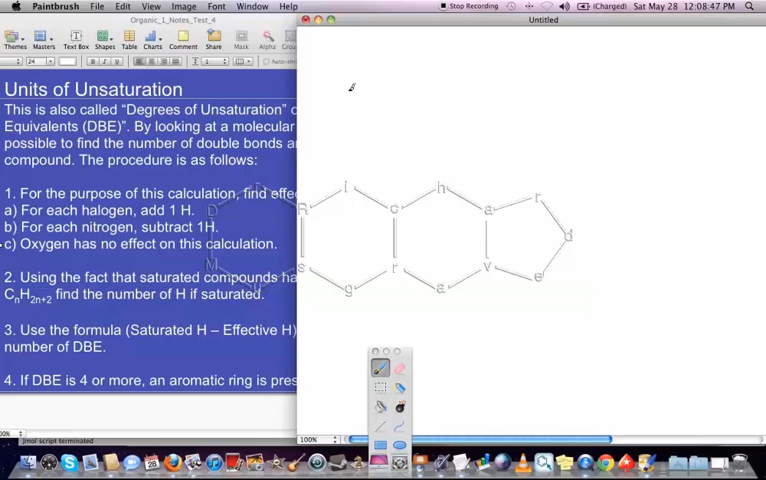 Paintbrush File Edit View Image Font Window Help
Stop Recording (Charged) Sat May 28 12:08:47 PM
Organic_1_Notes_Test_4
Untitled
Themes Masters Text Box Shapes Table Charts Comment Share Mask Alpha
24 B I U 1
Units of Unsaturation
This is also called “Degrees of Unsaturation”
Equivalents (DBE)”. By looking at a molecular
possible to find the number of double bonds
compound. The procedure is as follows:
1. For the purpose of this calculation, find
a) For each halogen, add 1 H.
b) For each nitrogen, subtract 1H.
c) Oxygen has no effect on this calculation.
2. Using the fact that saturated compounds
CnH2n+2 find the number of H if saturated.
3. Use the formula (Saturated H – Effective H)
number of DBE.
4. If DBE is 4 or more, an aromatic ring is
D r R i c h a r d
M u s g r a v e
100%
Jmol script terminated